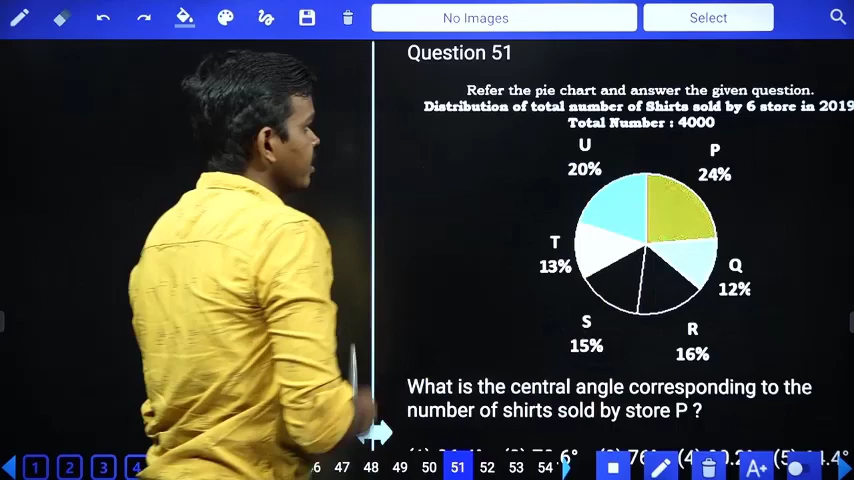 No Images
Select
Question 51
Refer the pie chart and answer the given question.
Distribution of total number of Shirts sold by 6 store in 2019
Total Number : 4000
U
20%
P
24%
T
13%
Q
12%
S
15%
R
16%
What is the central angle corresponding to the
number of shirts sold by store P ?
1 2 3 4 47 48 49 50 51 52 53 54 A+